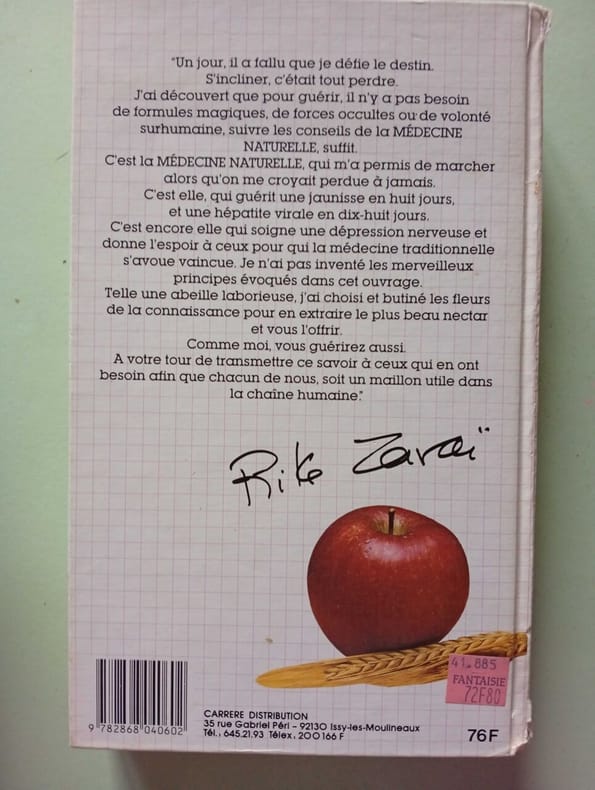 "Un jour, il a fallu que je défie le destin.
S'incliner, c'était tout perdre.
J'ai découvert que pour guérir, il n'y a pas besoin
de formules magiques, de forces occultes ou de volonté
surhumaine, suivre les conseils de la MÉDECINE
NATURELLE, suffit.
C'est la MÉDECINE NATURELLE, qui m'a permis de marcher
alors qu'on me croyait perdue à jamais.
C'est elle, qui guérit une jaunisse en huit jours,
et une hépatite virale en dix-huit jours.
C'est encore elle qui soigne une dépression nerveuse et
donne l'espoir à ceux pour qui la médecine traditionnelle
s'avoue vaincue. Je n'ai pas inventé les merveilleux
principes évoqués dans cet ouvrage.
Telle une abeille laborieuse, j'ai choisi et butiné les fleurs
de la connaissance pour en extraire le plus beau nectar
et vous l'offrir.
Comme moi, vous guérirez aussi.
A votre tour de transmettre ce savoir à ceux qui en ont
besoin afin que chacun de nous, soit un maillon utile dans
la chaîne humaine."
Rika Zaraï
41.885
FANTAISIE
72F80
CARRERE DISTRIBUTION
35 rue Gabriel Péri - 92130 Issy-les-Moulineaux
Tél.: 645.21.93 Télex. 200 166 F
76F
9 782868 040602